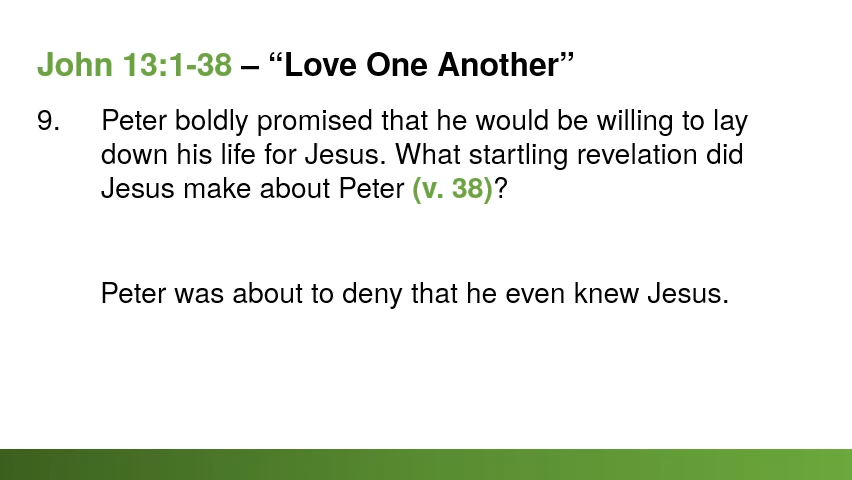 John 13:1-38 – “Love One Another”
9. Peter boldly promised that he would be willing to lay
down his life for Jesus. What startling revelation did
Jesus make about Peter (v. 38)?
Peter was about to deny that he even knew Jesus.